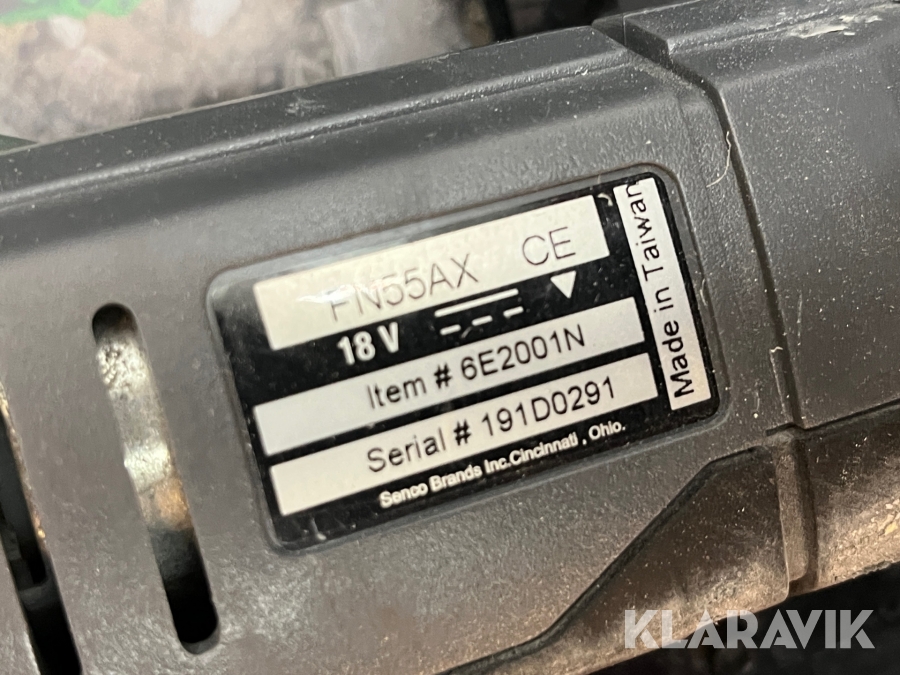 FN55AX CE
18 V
Item # 6E2001N
Serial # 191D0291
Senco Brands Inc.Cincinnati , Ohio.
Made in Taiwan
KLARAVIK